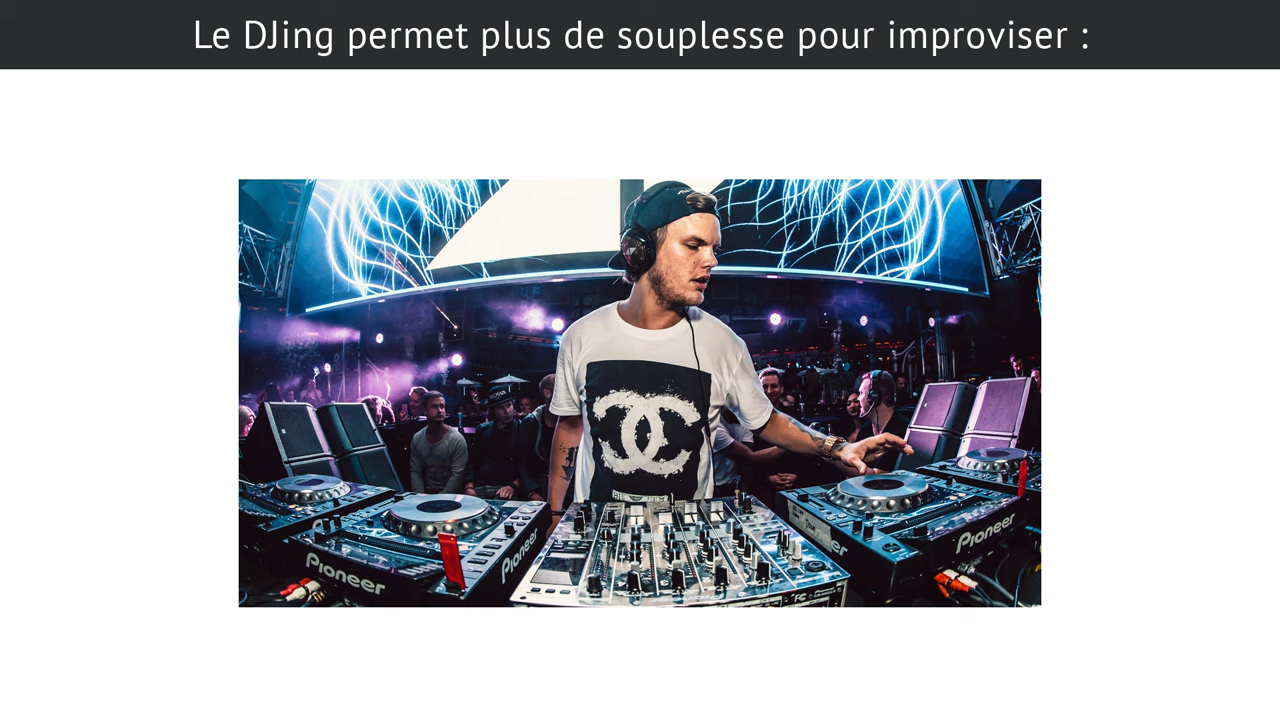 Le DJing permet plus de souplesse pour improviser :
Pioneer
Pioneer
Pioneer